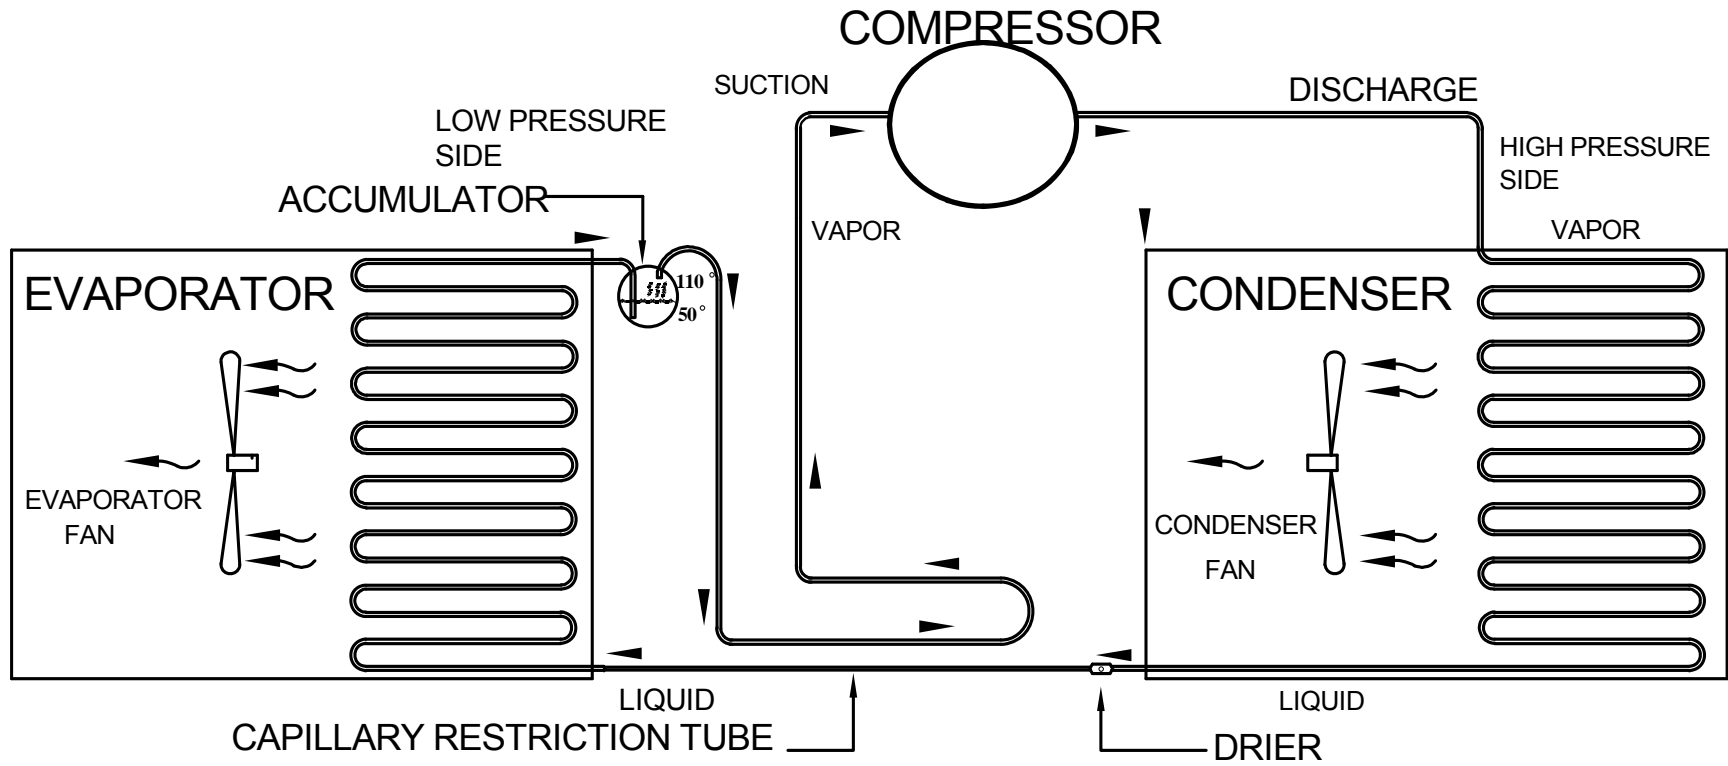 COMPRESSOR
SUCTION
DISCHARGE
LOW PRESSURE
SIDE
HIGH PRESSURE
SIDE
ACCUMULATOR
VAPOR
VAPOR
EVAPORATOR
110°
50°
CONDENSER
EVAPORATOR
FAN
CONDENSER
FAN
LIQUID
LIQUID
CAPILLARY RESTRICTION TUBE
DRIER